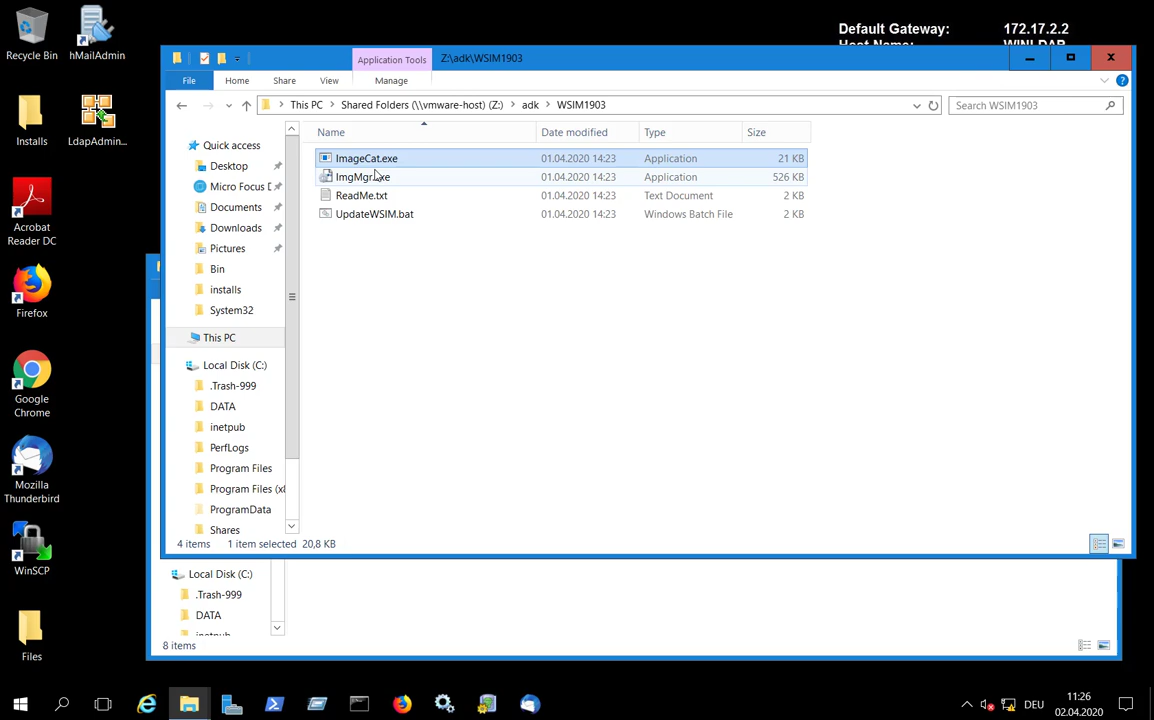 Recycle Bin
hMailAdmin
Installs
LdapAdmin...
Acrobat
Reader DC
Firefox
Google
Chrome
Mozilla
Thunderbird
WinSCP
Files
Default Gateway: 172.17.2.2
Application Tools
Z:\adk\WSIM1903
File Home Share View Manage
This PC Shared Folders (\\vmware-host) (Z:) adk WSIM1903
Search WSIM1903
Name Date modified Type Size
ImageCat.exe 01.04.2020 14:23 Application 21 KB
ImgMgr.exe 01.04.2020 14:23 Application 526 KB
ReadMe.txt 01.04.2020 14:23 Text Document 2 KB
UpdateWSIM.bat 01.04.2020 14:23 Windows Batch File 2 KB
Quick access
Desktop
Micro Focus
Documents
Downloads
Pictures
Bin
installs
System32
This PC
Local Disk (C:)
.Trash-999
DATA
inetpub
PerfLogs
Program Files
Program Files (x
ProgramData
Shares
4 items 1 item selected 20,8 KB
Local Disk (C:)
.Trash-999
DATA
8 items
DEU
11:26
02.04.2020